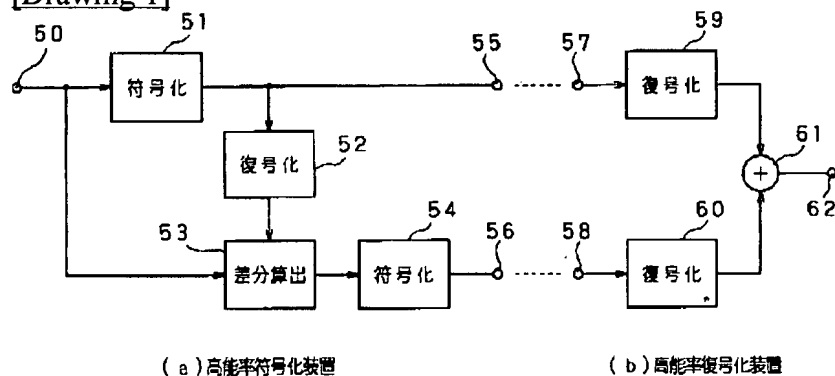 [Drawing 1]
50
51
符号化
55
57
59
復号化
52
復号化
61
+
62
53
差分算出
54
符号化
56
58
60
復号化
(a)高能率符号化装置
(b)高能率復号化装置